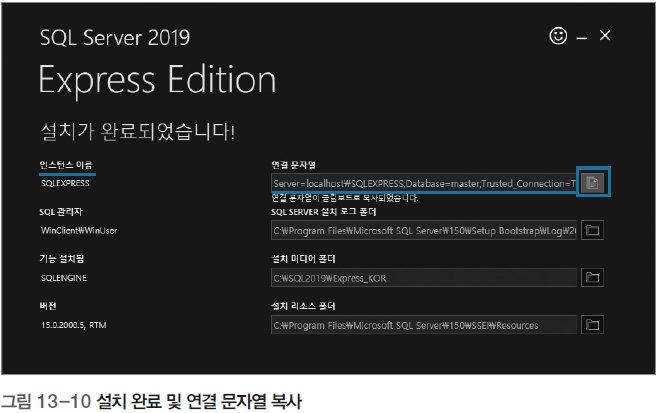 SQL Server 2019
Express Edition
설치가 완료되었습니다!
인스턴스 이름
SQLEXPRESS
연결 문자열
Server=localhost₩SQLEXPRESS;Database=master;Trusted_Connection=T
연결 문자열이 클립보드로 복사되었습니다.
SQL 관리자
WinClient₩WinUser
SQL SERVER 설치 로그 폴더
C:₩Program Files₩Microsoft SQL Server₩150₩Setup Bootstrap₩Log₩20
기능 설치됨
SQLENGINE
설치 미디어 폴더
C:₩SQL2019₩Express_KOR
버전
15.0.2000.5, RTM
설치 리소스 폴더
C:₩Program Files₩Microsoft SQL Server₩150₩SSEI₩Resources
그림 13-10 설치 완료 및 연결 문자열 복사